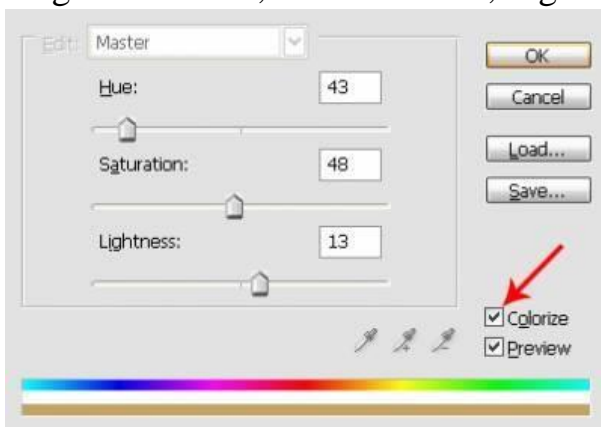 Edit: Master
OK
Hue: 43
Cancel
Load...
Saturation: 48
Save...
Lightness: 13
Colorize
Preview